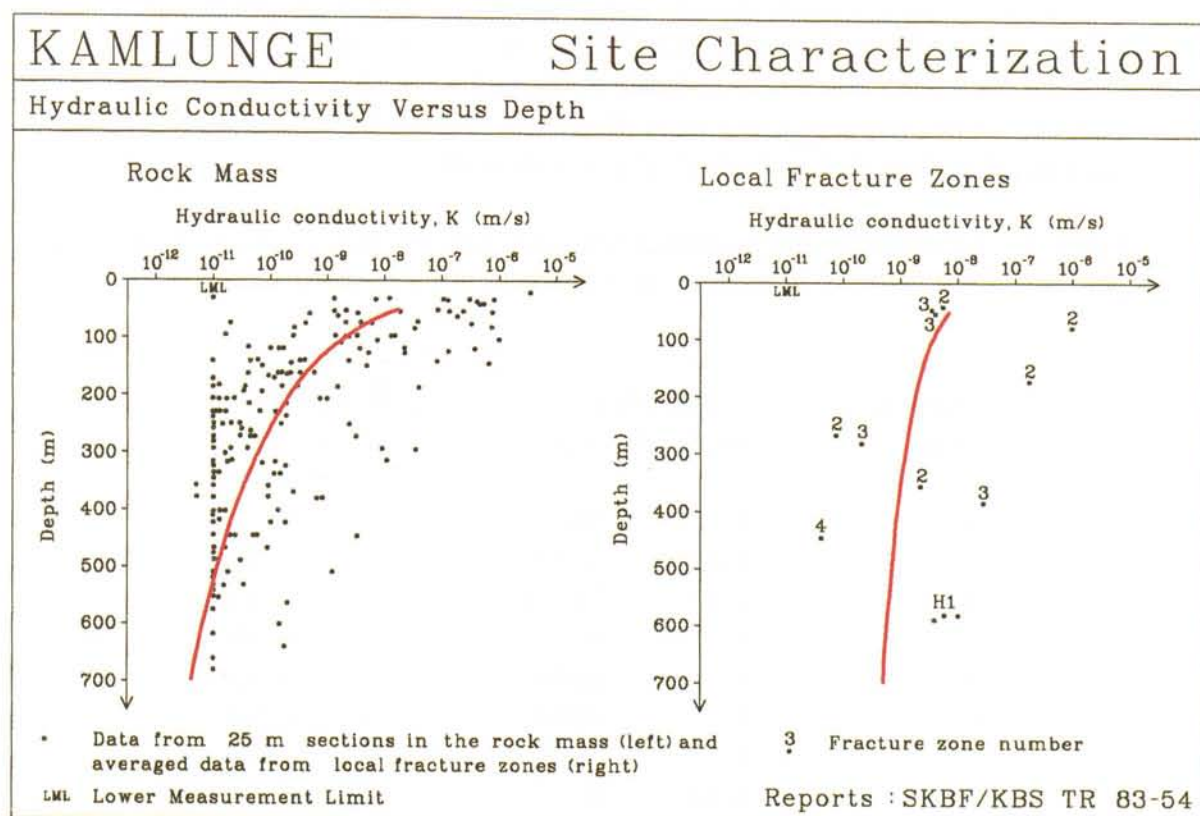 KAMLUNGE Site Characterization
Hydraulic Conductivity Versus Depth
Rock Mass
Hydraulic conductivity, K (m/s)
10⁻¹² 10⁻¹¹ 10⁻¹⁰ 10⁻⁹ 10⁻⁸ 10⁻⁷ 10⁻⁶ 10⁻⁵
LML
0
100
200
300
400
500
600
700
Depth (m)
Local Fracture Zones
Hydraulic conductivity, K (m/s)
10⁻¹² 10⁻¹¹ 10⁻¹⁰ 10⁻⁹ 10⁻⁸ 10⁻⁷ 10⁻⁶ 10⁻⁵
LML
0
100
200
300
400
500
600
700
Depth (m)
3 2
3
2
2
2 3
2
3
4
H1
• Data from 25 m sections in the rock mass (left) and
averaged data from local fracture zones (right)
LML Lower Measurement Limit
3 Fracture zone number
Reports : SKBF/KBS TR 83-54